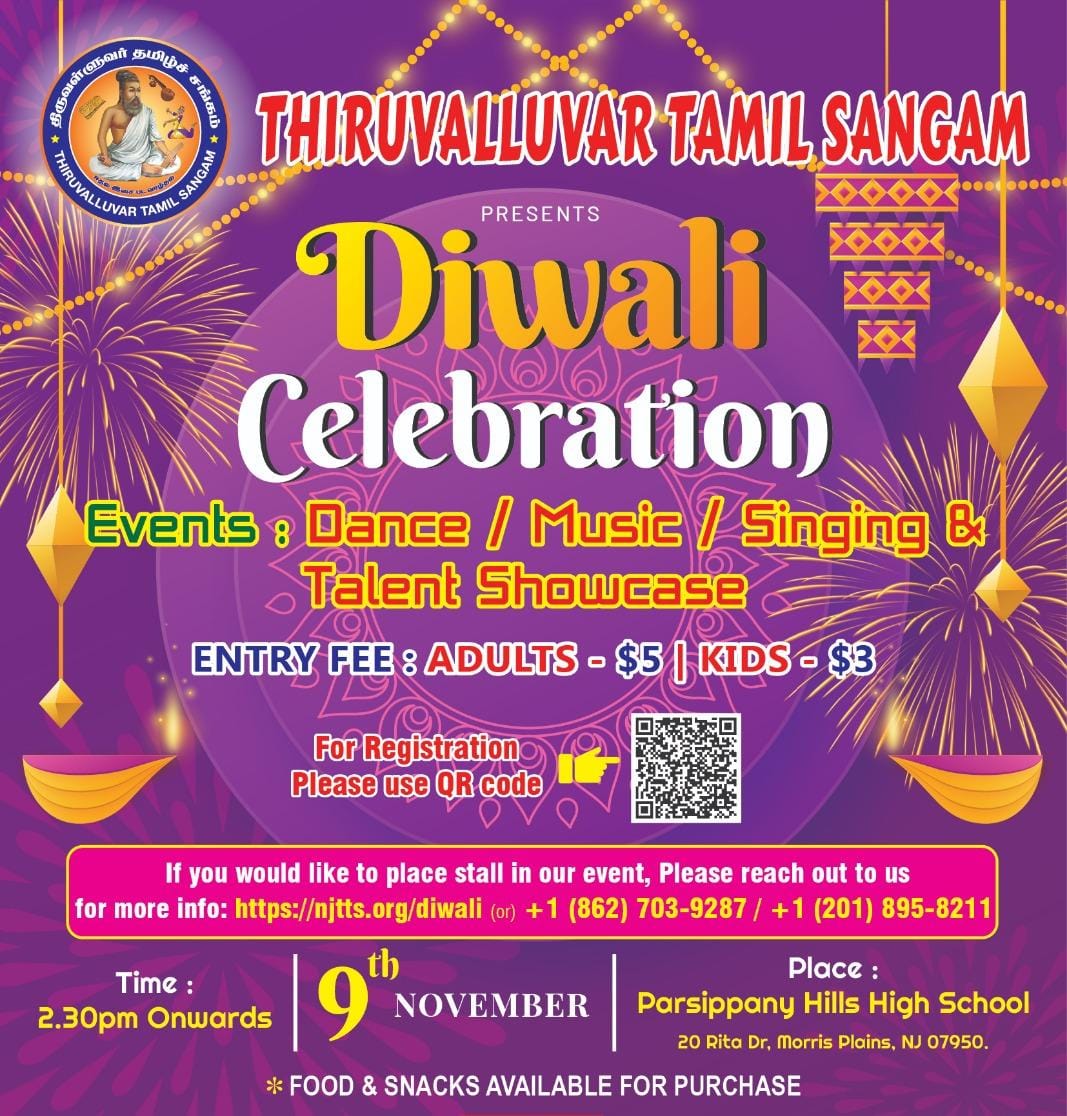 திருவள்ளுவர் தமிழ்ச் சங்கம்
THIRUVALLUVAR TAMIL SANGAM
THIRUVALLUVAR TAMIL SANGAM
PRESENTS
Diwali
Celebration
Events : Dance / Music / Singing &
Talent Showcase
ENTRY FEE : ADULTS - $5 | KIDS - $3
For Registration
Please use QR code
If you would like to place stall in our event, Please reach out to us
for more info: https://njtts.org/diwali (or) +1 (862) 703-9287 / +1 (201) 895-8211
Time :
2.30pm Onwards
9th NOVEMBER
Place :
Parsippany Hills High School
20 Rita Dr, Morris Plains, NJ 07950.
* FOOD & SNACKS AVAILABLE FOR PURCHASE